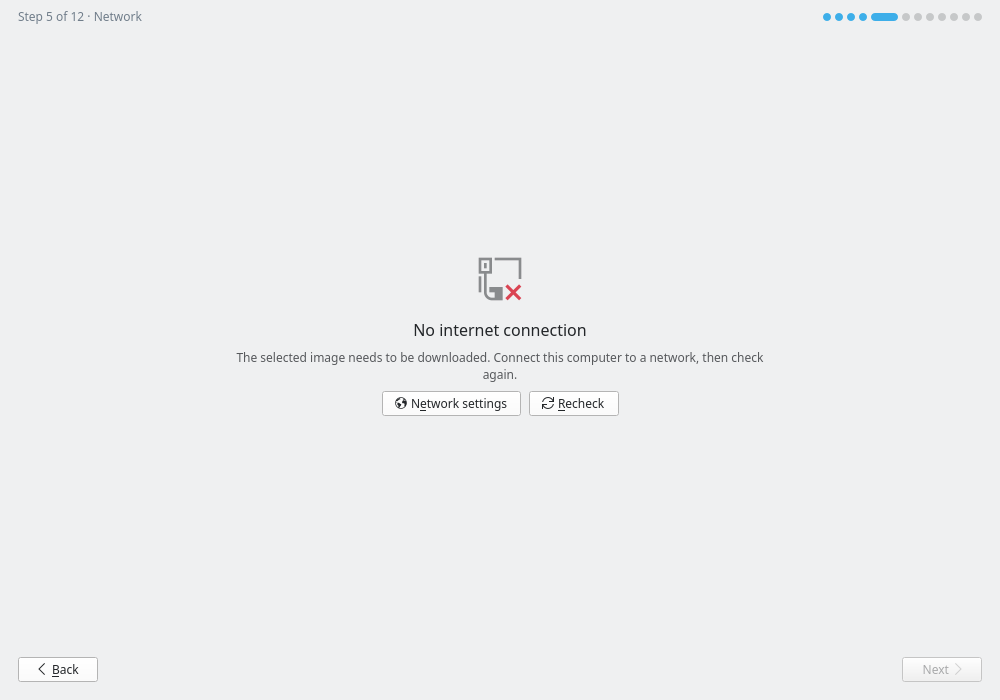 Step 5 of 12 · Network
No internet connection
The selected image needs to be downloaded. Connect this computer to a network, then check
again.
Network settings
Recheck
Back
Next